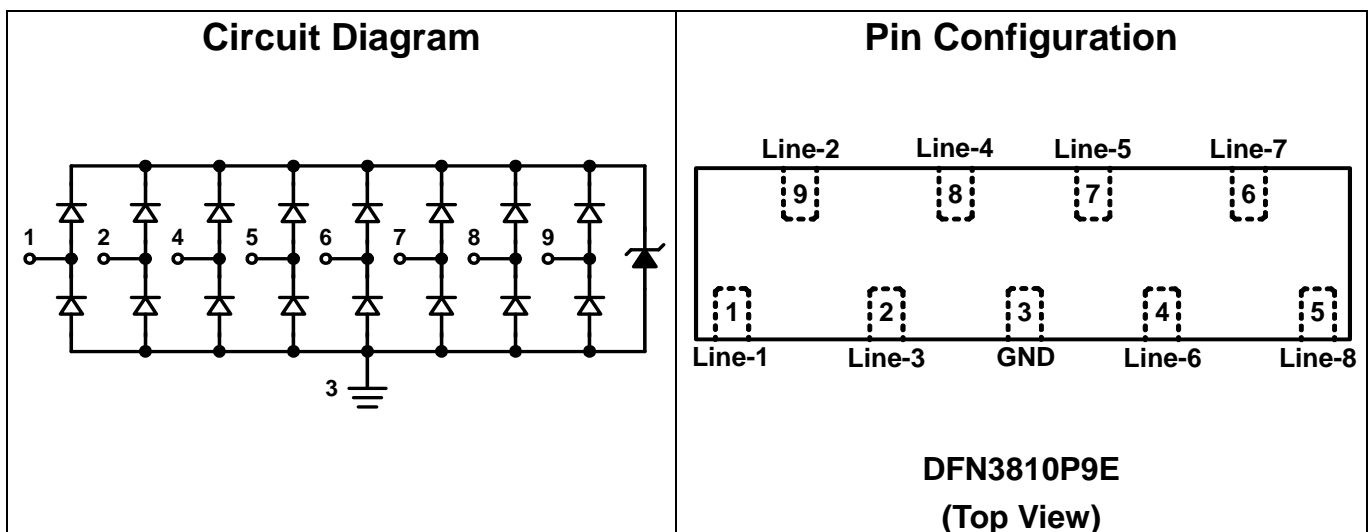 Circuit Diagram
1 2 4 5 6 7 8 9
3
Pin Configuration
Line-2 Line-4 Line-5 Line-7
9 8 7 6
1 2 3 4 5
Line-1 Line-3 GND Line-6 Line-8
DFN3810P9E
(Top View)